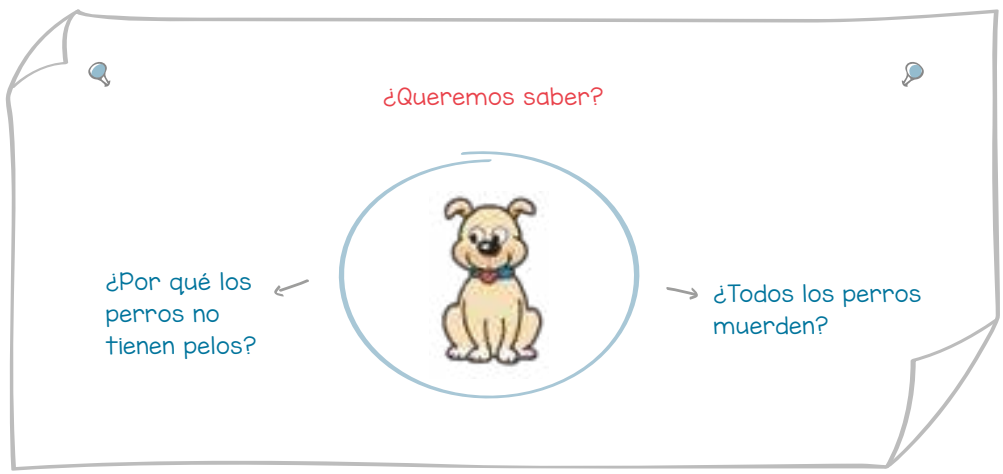 ¿Queremos saber?
¿Por qué los
perros no
tienen pelos?
¿Todos los perros
muerden?